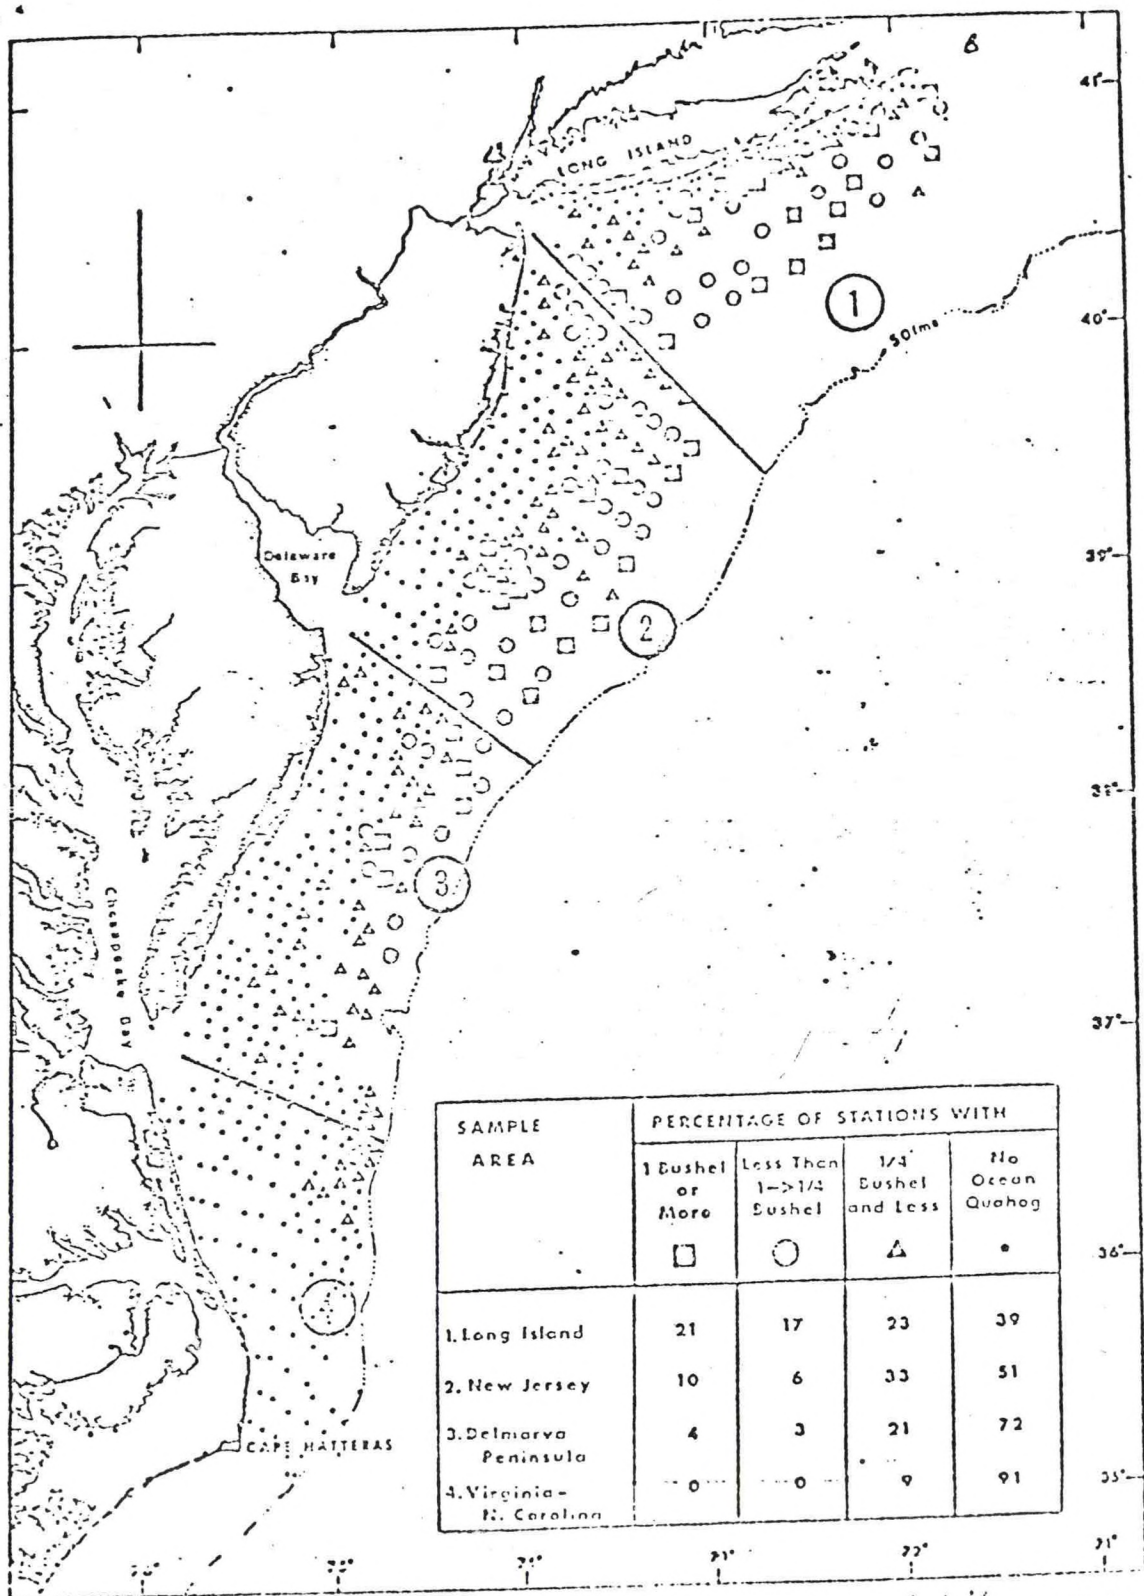 6
41°
LONG ISLAND
1
40°
50fms
Delaware
Bay
39°
2
38°
3
Chesapeake Bay
37°
SAMPLE
AREA
PERCENTAGE OF STATIONS WITH
1 Bushel
or
More
Less Than
1->1/4
Bushel
1/4
Bushel
and Less
No
Ocean
Quahog
36°
1. Long Island 21 17 23 39
2. New Jersey 10 6 33 51
3. Delmarva
Peninsula 4 3 21 72
4. Virginia-
N. Carolina 0 0 9 91
4
CAPE HATTERAS
35°
71°
72°